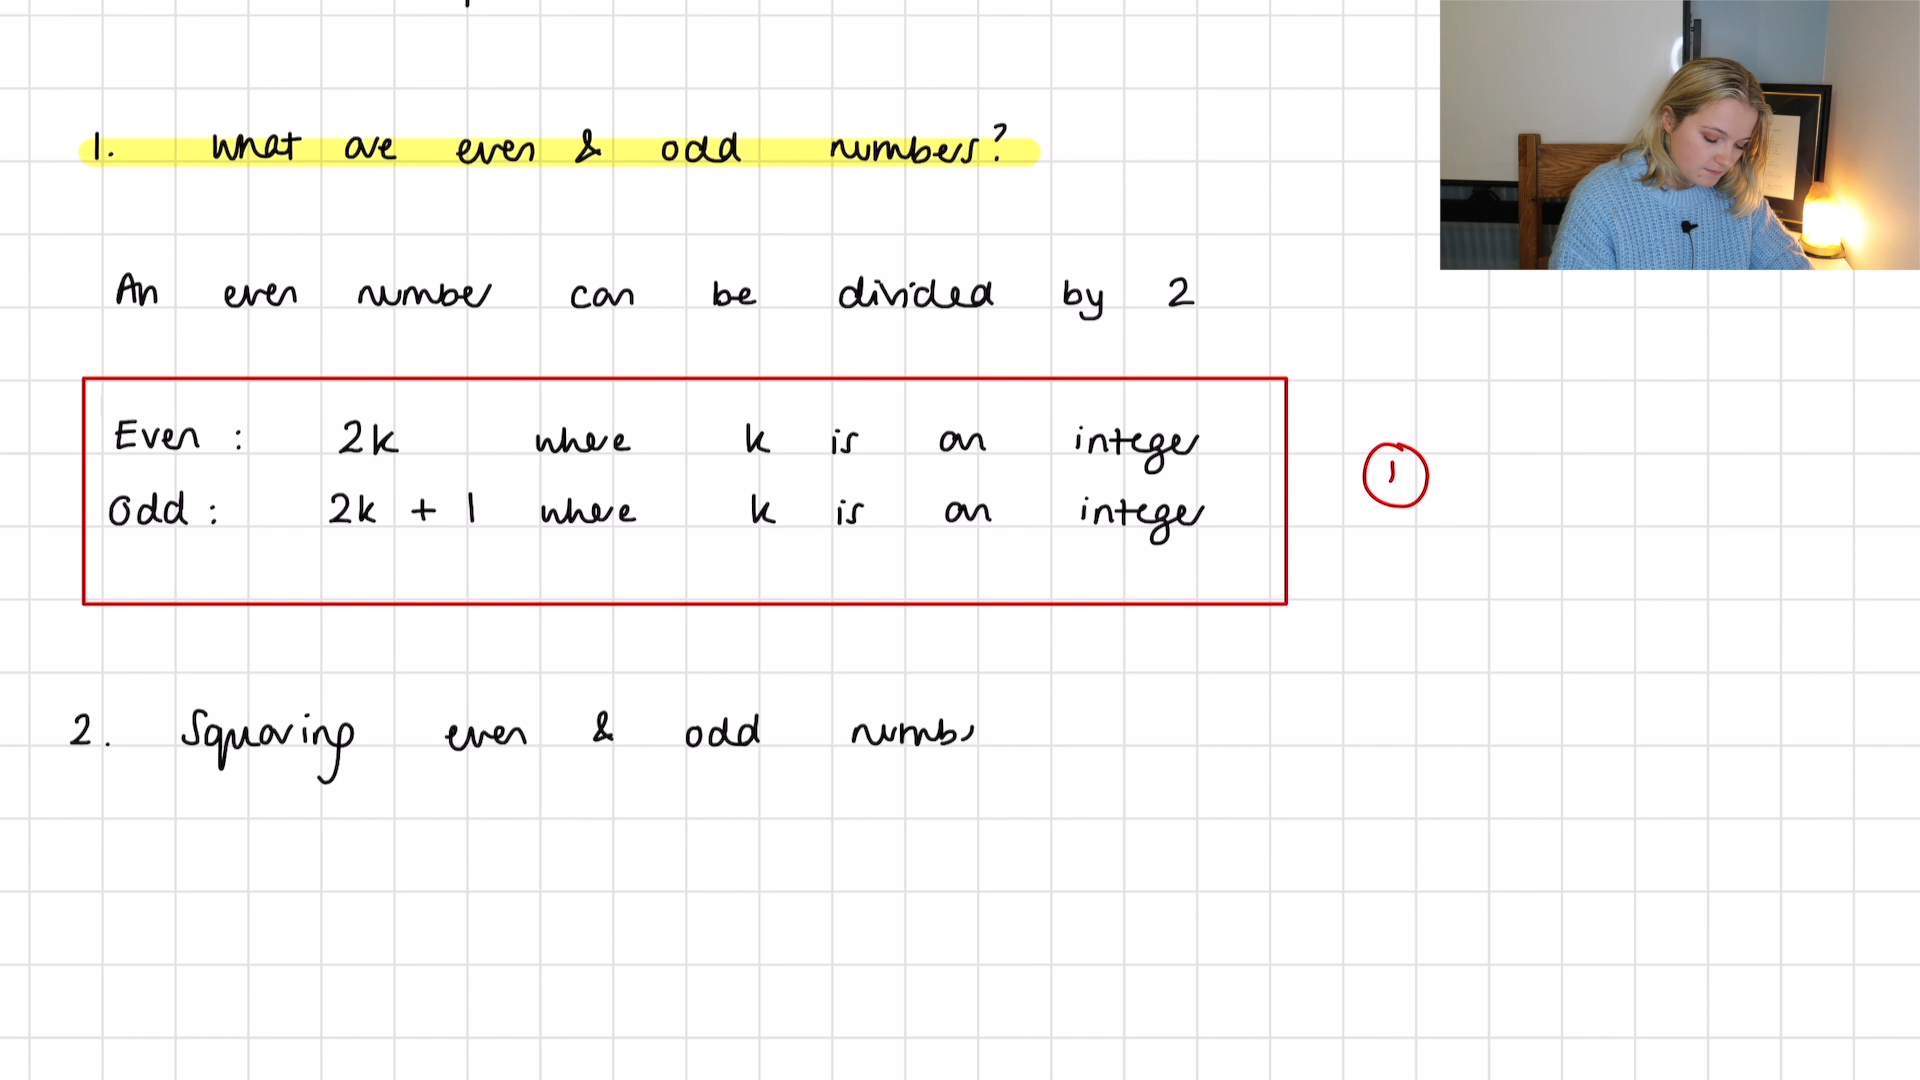 1. What are even & odd numbers?
An even number can be divided by 2
Even : 2k where k is an integer
Odd : 2k + 1 where k is an integer
1
2. Squaring even & odd numb